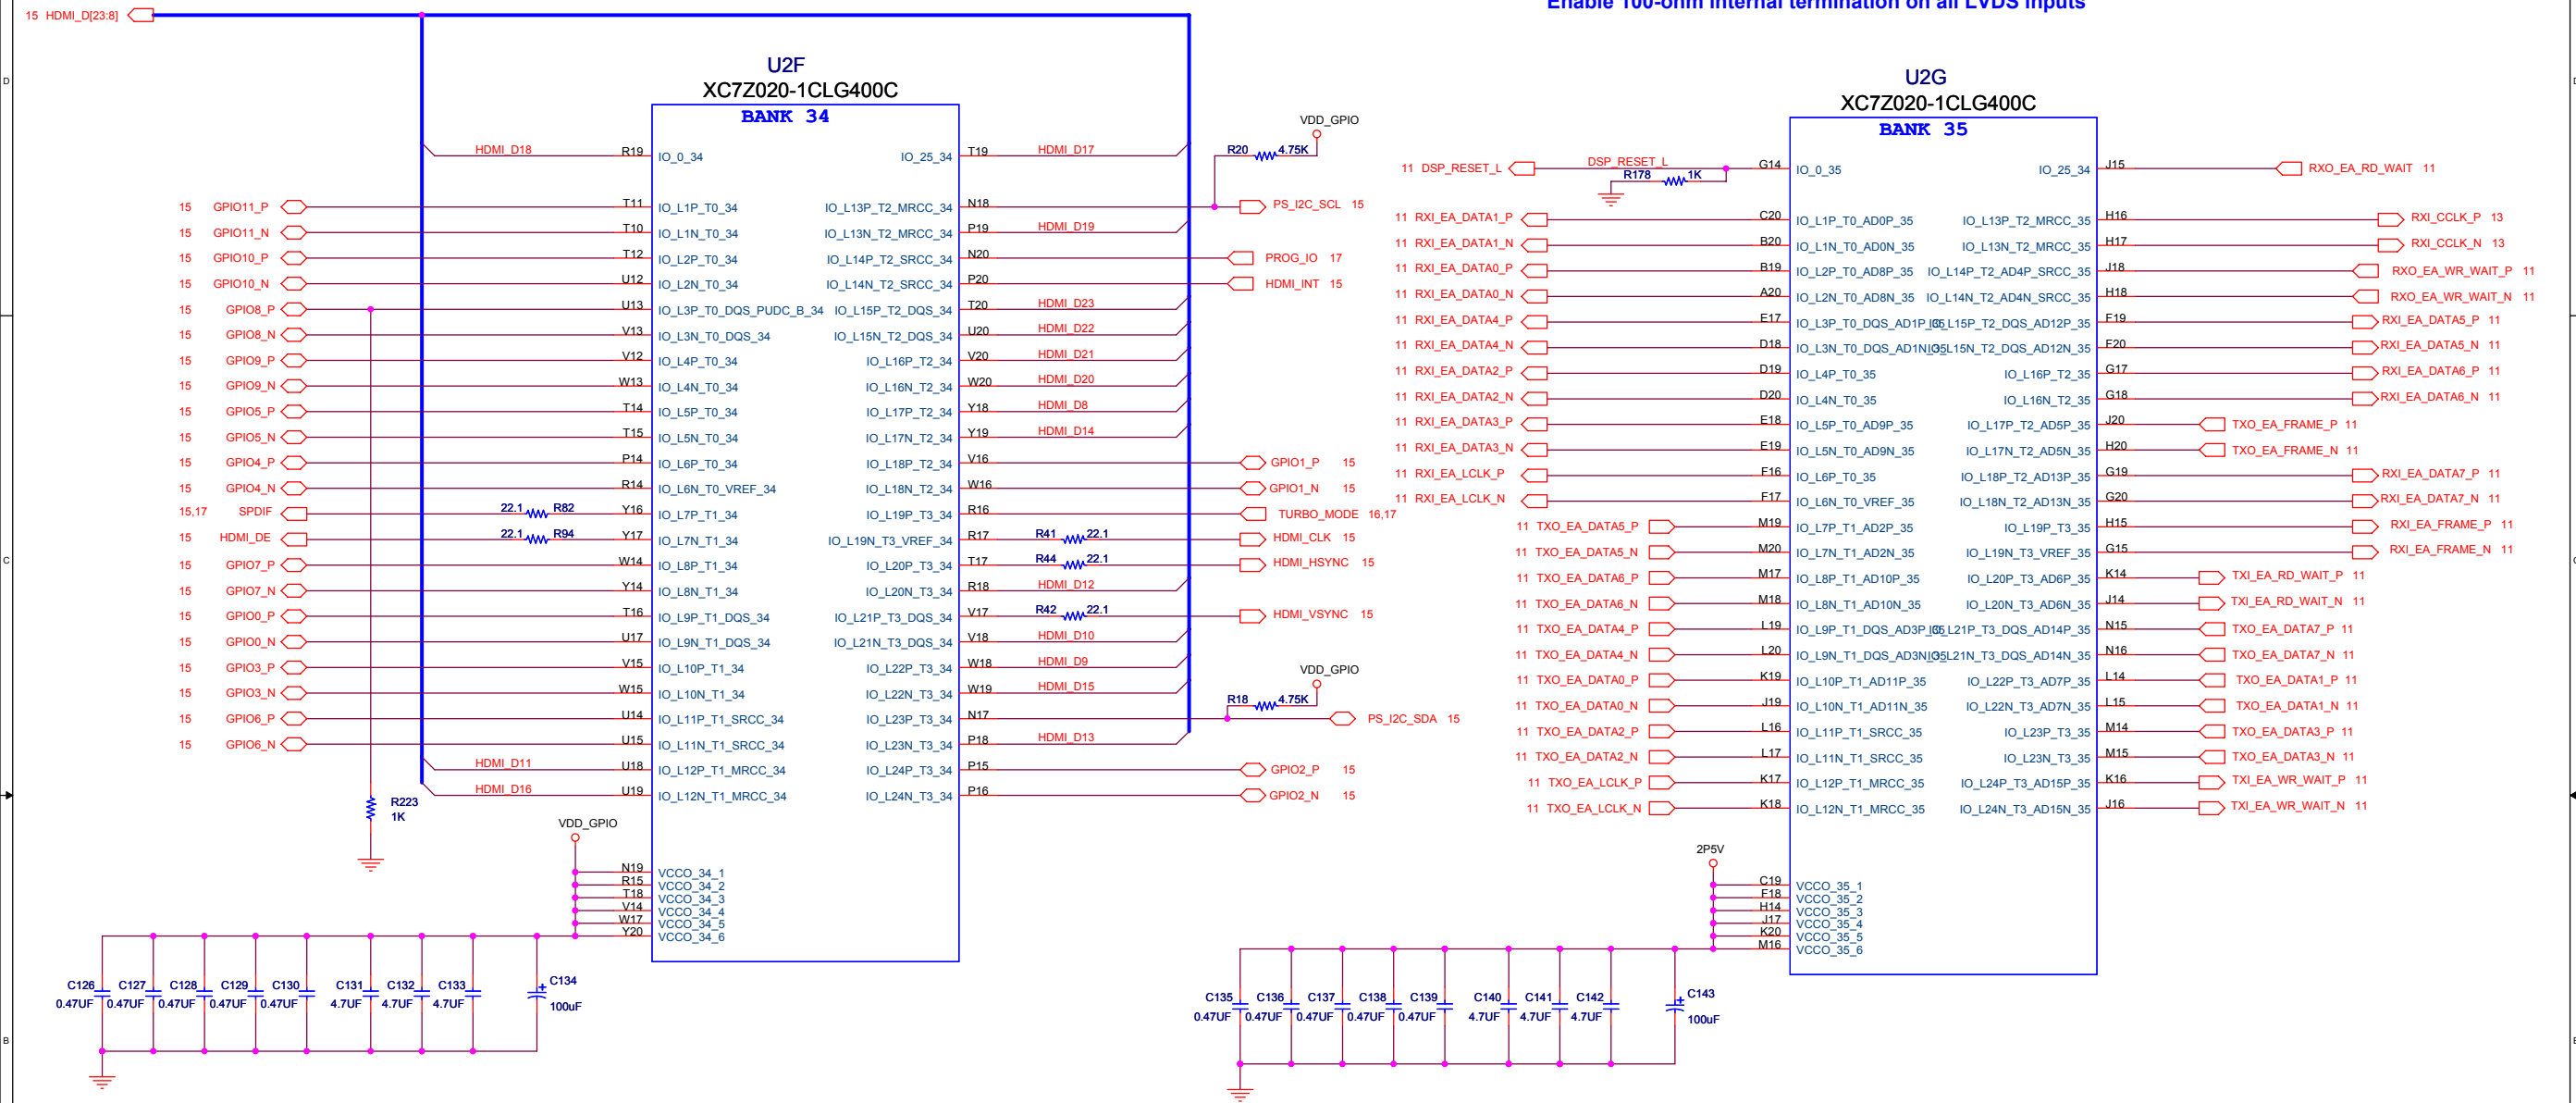 Enable 100-ohm internal termination on all LVDS inputs
15 HDMI_D[23:8]
D
U2F
XC7Z020-1CLG400C
BANK 34
HDMI_D18 R19 IO_0_34
15 GPIO11_P T11 IO_L1P_T0_34
15 GPIO11_N T10 IO_L1N_T0_34
15 GPIO10_P T12 IO_L2P_T0_34
15 GPIO10_N U12 IO_L2N_T0_34
15 GPIO8_P U13 IO_L3P_T0_DQS_PUDC_B_34
15 GPIO8_N V13 IO_L3N_T0_DQS_34
15 GPIO9_P V12 IO_L4P_T0_34
15 GPIO9_N W13 IO_L4N_T0_34
15 GPIO5_P T14 IO_L5P_T0_34
15 GPIO5_N T15 IO_L5N_T0_34
15 GPIO4_P P14 IO_L6P_T0_34
15 GPIO4_N R14 IO_L6N_T0_VREF_34
15,17 SPDIF 22.1 R82 Y16 IO_L7P_T1_34
15 HDMI_DE 22.1 R94 Y17 IO_L7N_T1_34
15 GPIO7_P W14 IO_L8P_T1_34
15 GPIO7_N Y14 IO_L8N_T1_34
15 GPIO0_P T16 IO_L9P_T1_DQS_34
15 GPIO0_N U17 IO_L9N_T1_DQS_34
15 GPIO3_P V15 IO_L10P_T1_34
15 GPIO3_N W15 IO_L10N_T1_34
15 GPIO6_P U14 IO_L11P_T1_SRCC_34
15 GPIO6_N U15 IO_L11N_T1_SRCC_34
HDMI_D11 U18 IO_L12P_T1_MRCC_34
HDMI_D16 U19 IO_L12N_T1_MRCC_34
R223
1K
VDD_GPIO
N19 VCCO_34_1
R15 VCCO_34_2
T18 VCCO_34_3
V14 VCCO_34_4
W17 VCCO_34_5
Y20 VCCO_34_6
IO_25_34 T19 HDMI_D17
VDD_GPIO
R20 4.75K
IO_L13P_T2_MRCC_34 N18 PS_I2C_SCL 15
IO_L13N_T2_MRCC_34 P19 HDMI_D19
IO_L14P_T2_SRCC_34 N20 PROG_IO 17
IO_L14N_T2_SRCC_34 P20 HDMI_INT 15
IO_L15P_T2_DQS_34 T20 HDMI_D23
IO_L15N_T2_DQS_34 U20 HDMI_D22
IO_L16P_T2_34 V20 HDMI_D21
IO_L16N_T2_34 W20 HDMI_D20
IO_L17P_T2_34 Y18 HDMI_D8
IO_L17N_T2_34 Y19 HDMI_D14
IO_L18P_T2_34 V16 GPIO1_P 15
IO_L18N_T2_34 W16 GPIO1_N 15
IO_L19P_T3_34 R16 TURBO_MODE 16,17
IO_L19N_T3_VREF_34 R17 R41 22.1 HDMI_CLK 15
IO_L20P_T3_34 T17 R44 22.1 HDMI_HSYNC 15
IO_L20N_T3_34 R18 HDMI_D12
IO_L21P_T3_DQS_34 V17 R42 22.1 HDMI_VSYNC 15
IO_L21N_T3_DQS_34 V18 HDMI_D10
IO_L22P_T3_34 W18 HDMI_D9
IO_L22N_T3_34 W19 HDMI_D15
VDD_GPIO
R18 4.75K
IO_L23P_T3_34 N17 PS_I2C_SDA 15
IO_L23N_T3_34 P18 HDMI_D13
IO_L24P_T3_34 P15 GPIO2_P 15
IO_L24N_T3_34 P16 GPIO2_N 15
C
B
C126 C127 C128 C129 C130 C131 C132 C133 C134
0.47UF 0.47UF 0.47UF 0.47UF 0.47UF 4.7UF 4.7UF 4.7UF 100uF
U2G
XC7Z020-1CLG400C
BANK 35
11 DSP_RESET_L DSP_RESET_L G14 IO_0_35
R178 1K
11 RXI_EA_DATA1_P C20 IO_L1P_T0_AD0P_35
11 RXI_EA_DATA1_N B20 IO_L1N_T0_AD0N_35
11 RXI_EA_DATA0_P B19 IO_L2P_T0_AD8P_35
11 RXI_EA_DATA0_N A20 IO_L2N_T0_AD8N_35
11 RXI_EA_DATA4_P E17 IO_L3P_T0_DQS_AD1P_35
11 RXI_EA_DATA4_N D18 IO_L3N_T0_DQS_AD1N_35
11 RXI_EA_DATA2_P D19 IO_L4P_T0_35
11 RXI_EA_DATA2_N D20 IO_L4N_T0_35
11 RXI_EA_DATA3_P E18 IO_L5P_T0_AD9P_35
11 RXI_EA_DATA3_N E19 IO_L5N_T0_AD9N_35
11 RXI_EA_LCLK_P F16 IO_L6P_T0_35
11 RXI_EA_LCLK_N F17 IO_L6N_T0_VREF_35
11 TXO_EA_DATA5_P M19 IO_L7P_T1_AD2P_35
11 TXO_EA_DATA5_N M20 IO_L7N_T1_AD2N_35
11 TXO_EA_DATA6_P M17 IO_L8P_T1_AD10P_35
11 TXO_EA_DATA6_N M18 IO_L8N_T1_AD10N_35
11 TXO_EA_DATA4_P L19 IO_L9P_T1_DQS_AD3P_35
11 TXO_EA_DATA4_N L20 IO_L9N_T1_DQS_AD3N_35
11 TXO_EA_DATA0_P K19 IO_L10P_T1_AD11P_35
11 TXO_EA_DATA0_N J19 IO_L10N_T1_AD11N_35
11 TXO_EA_DATA2_P L16 IO_L11P_T1_SRCC_35
11 TXO_EA_DATA2_N L17 IO_L11N_T1_SRCC_35
11 TXO_EA_LCLK_P K17 IO_L12P_T1_MRCC_35
11 TXO_EA_LCLK_N K18 IO_L12N_T1_MRCC_35
2P5V
C19 VCCO_35_1
F18 VCCO_35_2
H14 VCCO_35_3
J17 VCCO_35_4
K20 VCCO_35_5
M16 VCCO_35_6
IO_25_34 J15 RXO_EA_RD_WAIT 11
IO_L13P_T2_MRCC_35 H16 RXI_CCLK_P 13
IO_L13N_T2_MRCC_35 H17 RXI_CCLK_N 13
IO_L14P_T2_AD4P_SRCC_35 J18 RXO_EA_WR_WAIT_P 11
IO_L14N_T2_AD4N_SRCC_35 H18 RXO_EA_WR_WAIT_N 11
IO_L15P_T2_DQS_AD12P_35 F19 RXI_EA_DATA5_P 11
IO_L15N_T2_DQS_AD12N_35 F20 RXI_EA_DATA5_N 11
IO_L16P_T2_35 G17 RXI_EA_DATA6_P 11
IO_L16N_T2_35 G18 RXI_EA_DATA6_N 11
IO_L17P_T2_AD5P_35 J20 TXO_EA_FRAME_P 11
IO_L17N_T2_AD5N_35 H20 TXO_EA_FRAME_N 11
IO_L18P_T2_AD13P_35 G19 RXI_EA_DATA7_P 11
IO_L18N_T2_AD13N_35 G20 RXI_EA_DATA7_N 11
IO_L19P_T3_35 H15 RXI_EA_FRAME_P 11
IO_L19N_T3_VREF_35 G15 RXI_EA_FRAME_N 11
IO_L20P_T3_AD6P_35 K14 TXI_EA_RD_WAIT_P 11
IO_L20N_T3_AD6N_35 J14 TXI_EA_RD_WAIT_N 11
IO_L21P_T3_DQS_AD14P_35 N15 TXO_EA_DATA7_P 11
IO_L21N_T3_DQS_AD14N_35 N16 TXO_EA_DATA7_N 11
IO_L22P_T3_AD7P_35 L14 TXO_EA_DATA1_P 11
IO_L22N_T3_AD7N_35 L15 TXO_EA_DATA1_N 11
IO_L23P_T3_35 M14 TXO_EA_DATA3_P 11
IO_L23N_T3_35 M15 TXO_EA_DATA3_N 11
IO_L24P_T3_AD15P_35 K16 TXI_EA_WR_WAIT_P 11
IO_L24N_T3_AD15N_35 J16 TXI_EA_WR_WAIT_N 11
C135 C136 C137 C138 C139 C140 C141 C142 C143
0.47UF 0.47UF 0.47UF 0.47UF 0.47UF 4.7UF 4.7UF 4.7UF 100uF